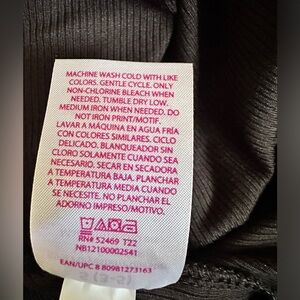 MACHINE WASH COLD WITH LIKE
COLORS. GENTLE CYCLE. ONLY
NON-CHLORINE BLEACH WHEN
NEEDED. TUMBLE DRY LOW.
MEDIUM IRON WHEN NEEDED. DO
NOT IRON PRINT/MOTIF.
LAVAR A MÁQUINA EN AGUA FRÍA
CON COLORES SIMILARES. CICLO
DELICADO. BLANQUEADOR SIN
CLORO SOLAMENTE CUANDO SEA
NECESARIO. SECAR EN SECADORA
A TEMPERATURA BAJA. PLANCHAR
A TEMPERATURA MEDIA CUANDO
SE NECESITE. NO PLANCHAR EL
ADORNO IMPRESO/MOTIVO.
RN# 52469 T22
NB12100002541
EAN/UPC 8 80981273163